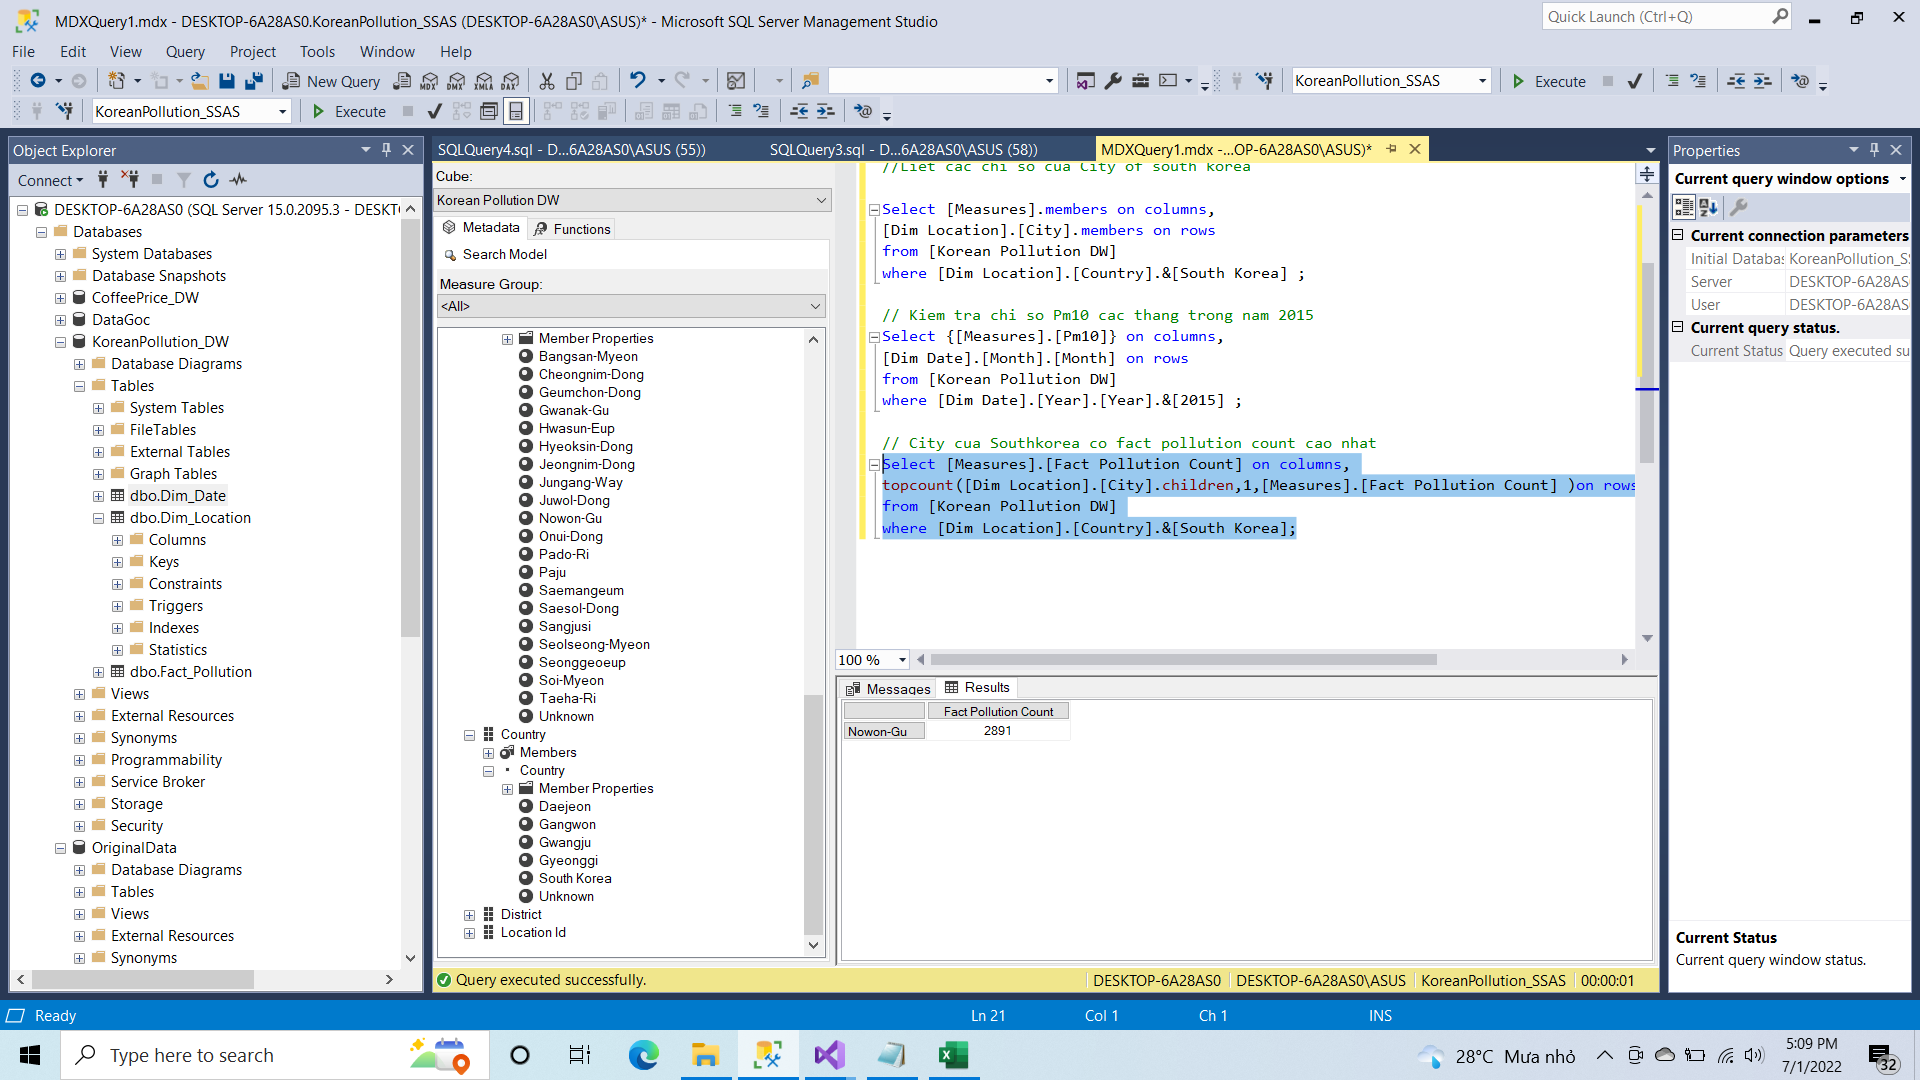 MDXQuery1.mdx - DESKTOP-6A28AS0.KoreanPollution_SSAS (DESKTOP-6A28AS0\ASUS)* - Microsoft SQL Server Management Studio
Quick Launch (Ctrl+Q)
File Edit View Query Project Tools Window Help
New Query
MDX DMX XMLA DAX
KoreanPollution_SSAS
Execute
KoreanPollution_SSAS
Execute
Object Explorer
Connect
DESKTOP-6A28AS0 (SQL Server 15.0.2095.3 - DESKT
Databases
System Databases
Database Snapshots
CoffeePrice_DW
DataGoc
KoreanPollution_DW
Database Diagrams
Tables
System Tables
FileTables
External Tables
Graph Tables
dbo.Dim_Date
dbo.Dim_Location
Columns
Keys
Constraints
Triggers
Indexes
Statistics
dbo.Fact_Pollution
Views
External Resources
Synonyms
Programmability
Service Broker
Storage
Security
OriginalData
Database Diagrams
Tables
Views
External Resources
Synonyms
SQLQuery4.sql - D...6A28AS0\ASUS (55))
SQLQuery3.sql - D...6A28AS0\ASUS (58))
MDXQuery1.mdx -...OP-6A28AS0\ASUS)*
Cube:
Korean Pollution DW
Metadata
Functions
Search Model
Measure Group:
<All>
Member Properties
Bangsan-Myeon
Cheongnim-Dong
Geumchon-Dong
Gwanak-Gu
Hwasun-Eup
Hyeoksin-Dong
Jeongnim-Dong
Jungang-Way
Juwol-Dong
Nowon-Gu
Onui-Dong
Pado-Ri
Paju
Saemangeum
Saesol-Dong
Sangjusi
Seolseong-Myeon
Seonggeoeup
Soi-Myeon
Taeha-Ri
Unknown
Country
Members
Country
Member Properties
Daejeon
Gangwon
Gwangju
Gyeonggi
South Korea
Unknown
District
Location Id
//Liet cac chi so cua City of south korea
Select [Measures].members on columns,
[Dim Location].[City].members on rows
from [Korean Pollution DW]
where [Dim Location].[Country].&[South Korea] ;
// Kiem tra chi so Pm10 cac thang trong nam 2015
Select {[Measures].[Pm10]} on columns,
[Dim Date].[Month].[Month] on rows
from [Korean Pollution DW]
where [Dim Date].[Year].[Year].&[2015] ;
// City cua Southkorea co fact pollution count cao nhat
Select [Measures].[Fact Pollution Count] on columns,
topcount([Dim Location].[City].children,1,[Measures].[Fact Pollution Count] )on rows
from [Korean Pollution DW]
where [Dim Location].[Country].&[South Korea];
100 %
Messages
Results
Fact Pollution Count
Nowon-Gu 2891
Query executed successfully.
DESKTOP-6A28AS0
DESKTOP-6A28AS0\ASUS
KoreanPollution_SSAS
00:00:01
Properties
Current query window options
Current connection parameters
Initial Databas KoreanPollution_S
Server DESKTOP-6A28AS
User DESKTOP-6A28AS
Current query status.
Current Status Query executed su
Current Status
Current query window status.
Ready
Ln 21
Col 1
Ch 1
INS
Type here to search
28°C Mưa nhỏ
5:09 PM
7/1/2022
32